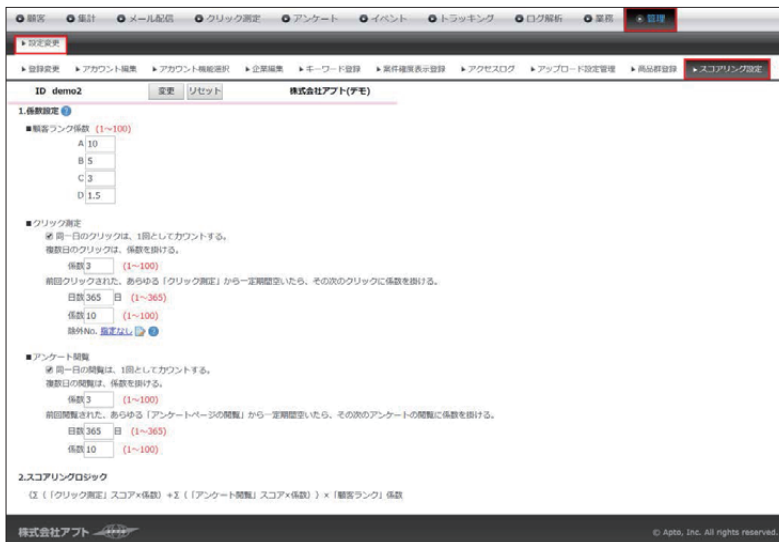 顧客 集計 メール配信 クリック測定 アンケート イベント トラッキング ログ解析 業務 管理
設定変更
登録変更 アカウント編集 アカウント機能選択 企業編集 キーワード登録 案件確度表示登録 アクセスログ アップロード設定管理 商品群登録 スコアリング設定
ID demo2 変更 リセット 株式会社アプト(デモ)
1.係数設定
■顧客ランク係数 (1～100)
A 10
B 5
C 3
D 1.5
■クリック測定
同一日のクリックは、1回としてカウントする。
複数日のクリックは、係数を掛ける。
係数 3 (1～100)
前回クリックされた、あらゆる「クリック測定」から一定期間空いたら、その次のクリックに係数を掛ける。
日数 365 日 (1～365)
係数 10 (1～100)
除外No. 指定なし
■アンケート閲覧
同一日の閲覧は、1回としてカウントする。
複数日の閲覧は、係数を掛ける。
係数 3 (1～100)
前回閲覧された、あらゆる「アンケートページの閲覧」から一定期間空いたら、その次のアンケートの閲覧に係数を掛ける。
日数 365 日 (1～365)
係数 10 (1～100)
2.スコアリングロジック
{Σ (「クリック測定」スコア×係数) +Σ (「アンケート閲覧」スコア×係数) } ×「顧客ランク」係数
株式会社アプト
© Apto, Inc. All rights reserved.